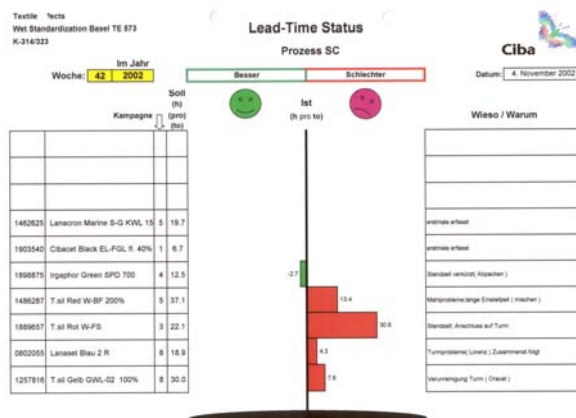 Textile
Wet Standardization Basel TE 573
K-314/323
Lead-Time Status
Prozess SC
Ciba
Im Jahr
Woche: 42 2002
Besser Schlechter
Datum: 4. November 2002
Soll
(h)
Kampagne (pro)
(to)
Ist
(h pro to)
Wieso / Warum
1462625 Lanacron Marine S-G KWL 15 5 19.7 erstmals erfasst
1903540 Cibacet Black EL-FGL fl. 40% 1 6.7 erstmals erfasst
1898875 Irgaphor Green SPD 700 4 12.5 -2.7 Standzeit verkürzt( Abpacken )
1486287 T.sil Red W-BF 200% 5 37.1 13.4 Mahlprobleme,lange Einstellzeit ( mischen )
1889657 T.sil Rot W-FS 3 22.1 30.6 Standzeit, Anschluss auf Turm
0802055 Lanaset Blau 2 R 8 18.9 4.3 Turmprobleme( Lorenz ) Zusammenst.folgt
1257816 T.sil Gelb GWL-02 100% 8 30.0 7.6 Verunreinigung Turm ( Oracet )